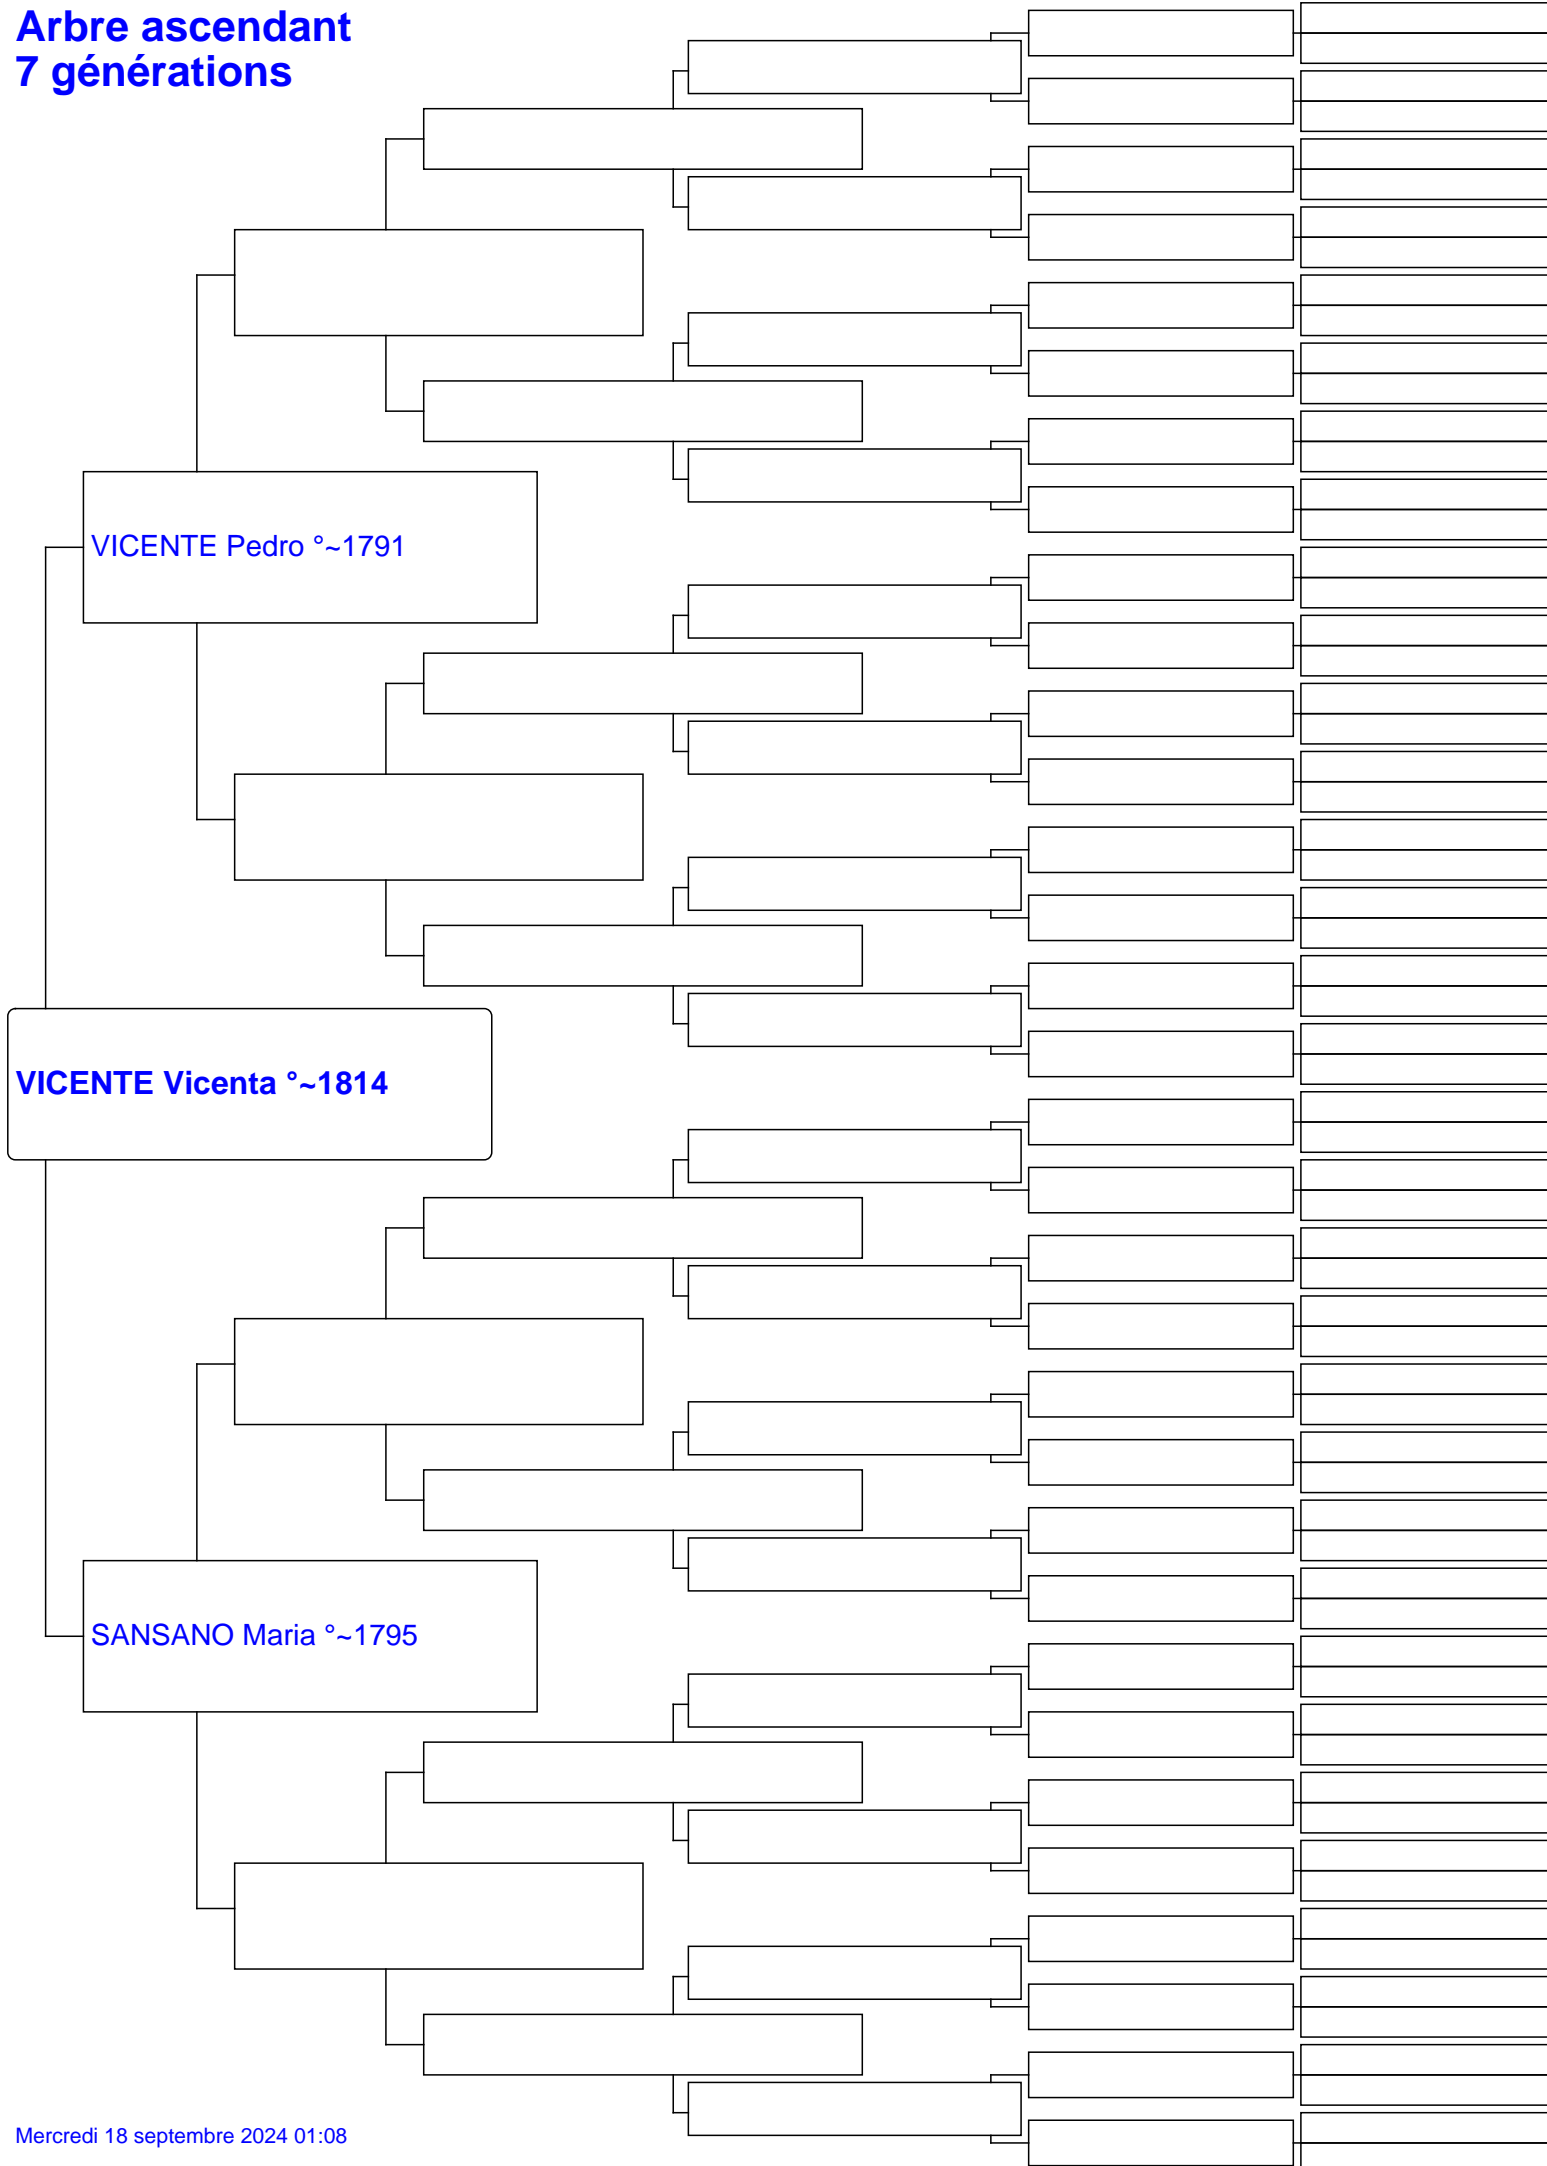 Arbre ascendant
7 générations
VICENTE Pedro °~1791
VICENTE Vicenta °~1814
SANSANO Maria °~1795
Mercredi 18 septembre 2024 01:08